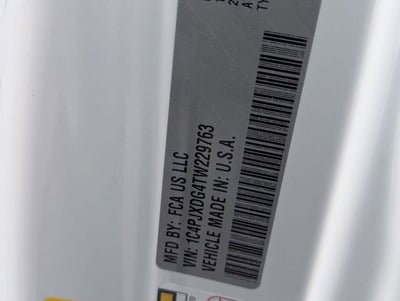 MFD BY: FCA US LLC
VIN: 1C4PJXDG4TW229763
VEHICLE MADE IN: U.S.A.